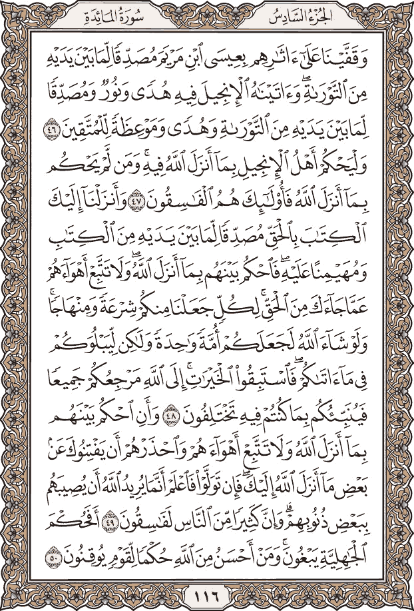 الجزء السادس سورة المائدة
وَقَفَّيْنَا عَلَىٰٓ ءَاثَٰرِهِم بِعِيسَى ٱبْنِ مَرْيَمَ مُصَدِّقًا لِّمَا بَيْنَ يَدَيْهِ
مِنَ ٱلتَّوْرَىٰةِ ۖ وَءَاتَيْنَٰهُ ٱلْإِنجِيلَ فِيهِ هُدًى وَنُورٌ وَمُصَدِّقًا
لِّمَا بَيْنَ يَدَيْهِ مِنَ ٱلتَّوْرَىٰةِ وَهُدًى وَمَوْعِظَةً لِّلْمُتَّقِينَ ٤٦
وَلْيَحْكُمْ أَهْلُ ٱلْإِنجِيلِ بِمَآ أَنزَلَ ٱللَّهُ فِيهِ ۚ وَمَن لَّمْ يَحْكُم
بِمَآ أَنزَلَ ٱللَّهُ فَأُو۟لَٰٓئِكَ هُمُ ٱلْفَٰسِقُونَ ٤٧ وَأَنزَلْنَآ إِلَيْكَ
ٱلْكِتَٰبَ بِٱلْحَقِّ مُصَدِّقًا لِّمَا بَيْنَ يَدَيْهِ مِنَ ٱلْكِتَٰبِ
وَمُهَيْمِنًا عَلَيْهِ ۖ فَٱحْكُم بَيْنَهُم بِمَآ أَنزَلَ ٱللَّهُ ۖ وَلَا تَتَّبِعْ أَهْوَآءَهُمْ
عَمَّا جَآءَكَ مِنَ ٱلْحَقِّ ۚ لِكُلٍّ جَعَلْنَا مِنكُمْ شِرْعَةً وَمِنْهَاجًا ۚ
وَلَوْ شَآءَ ٱللَّهُ لَجَعَلَكُمْ أُمَّةً وَٰحِدَةً وَلَٰكِن لِّيَبْلُوَكُمْ
فِى مَآ ءَاتَىٰكُمْ ۖ فَٱسْتَبِقُوا۟ ٱلْخَيْرَٰتِ ۚ إِلَى ٱللَّهِ مَرْجِعُكُمْ جَمِيعًا
فَيُنَبِّئُكُم بِمَا كُنتُمْ فِيهِ تَخْتَلِفُونَ ٤٨ وَأَنِ ٱحْكُم بَيْنَهُم
بِمَآ أَنزَلَ ٱللَّهُ وَلَا تَتَّبِعْ أَهْوَآءَهُمْ وَٱحْذَرْهُمْ أَن يَفْتِنُوكَ عَنۢ
بَعْضِ مَآ أَنزَلَ ٱللَّهُ إِلَيْكَ ۖ فَإِن تَوَلَّوْا۟ فَٱعْلَمْ أَنَّمَا يُرِيدُ ٱللَّهُ أَن يُصِيبَهُم
بِبَعْضِ ذُنُوبِهِمْ ۗ وَإِنَّ كَثِيرًا مِّنَ ٱلنَّاسِ لَفَٰسِقُونَ ٤٩ أَفَحُكْمَ
ٱلْجَٰهِلِيَّةِ يَبْغُونَ ۚ وَمَنْ أَحْسَنُ مِنَ ٱللَّهِ حُكْمًا لِّقَوْمٍ يُوقِنُونَ ٥٠
١١٦